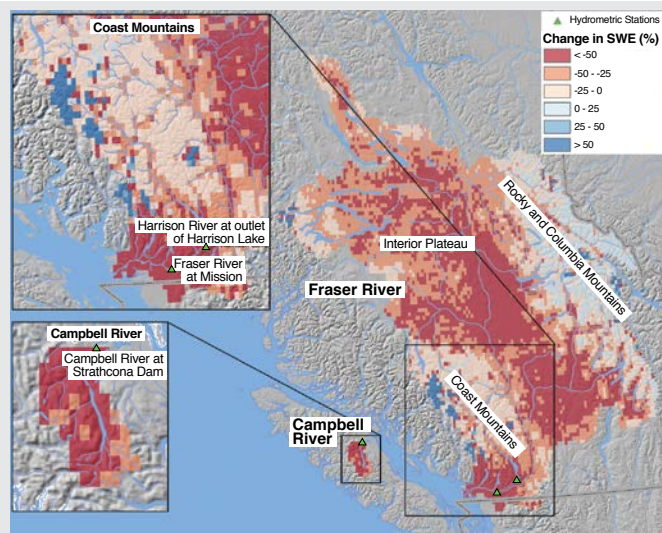 Coast Mountains
Harrison River at outlet
of Harrison Lake
Fraser River
at Mission
Campbell River
Campbell River at
Strathcona Dam
Hydrometric Stations
Change in SWE (%)
< -50
-50 - -25
-25 - 0
0 - 25
25 - 50
> 50
Rocky and Columbia Mountains
Interior Plateau
Fraser River
Coast Mountains
Campbell
River